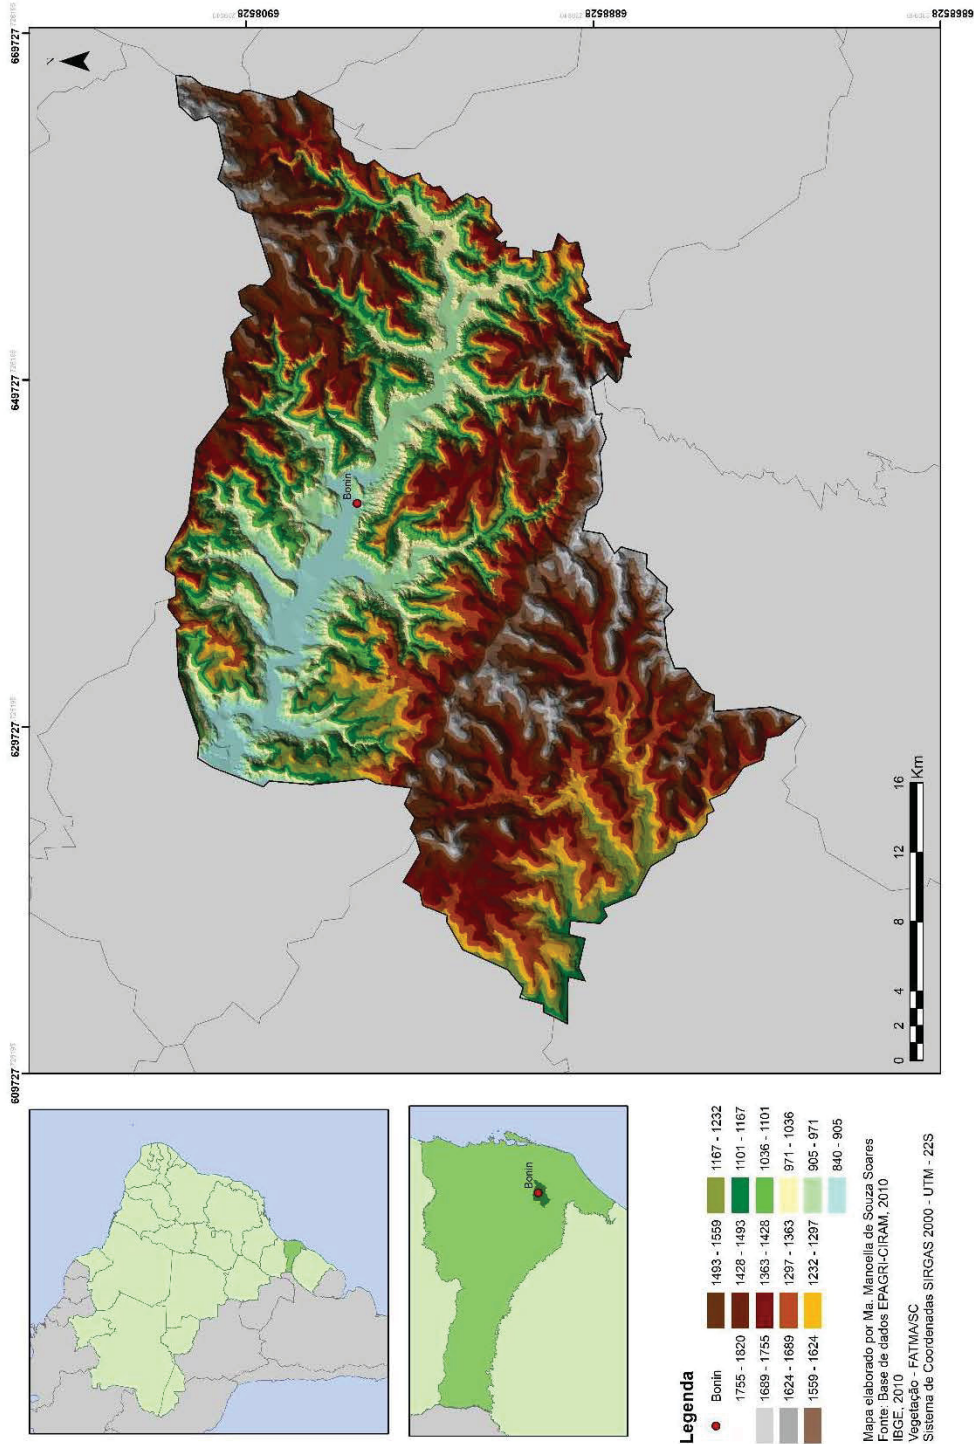 609727
629727
649727
669727
6908528
6888528
6868528
Bonin
0 2 4 8 12 16
Km
Bonin
Legenda
Bonin
1755 - 1820
1689 - 1755
1624 - 1689
1559 - 1624
1493 - 1559
1428 - 1493
1363 - 1428
1297 - 1363
1232 - 1297
1167 - 1232
1101 - 1167
1036 - 1101
971 - 1036
905 - 971
840 - 905
Mapa elaborado por Ma. Manoella de Souza Soares
Fonte: Base de dados EPAGRI-CIRAM, 2010
IBGE, 2010
Vegetação - FATMA/SC
Sistema de Coordenadas SIRGAS 2000 - UTM - 22S